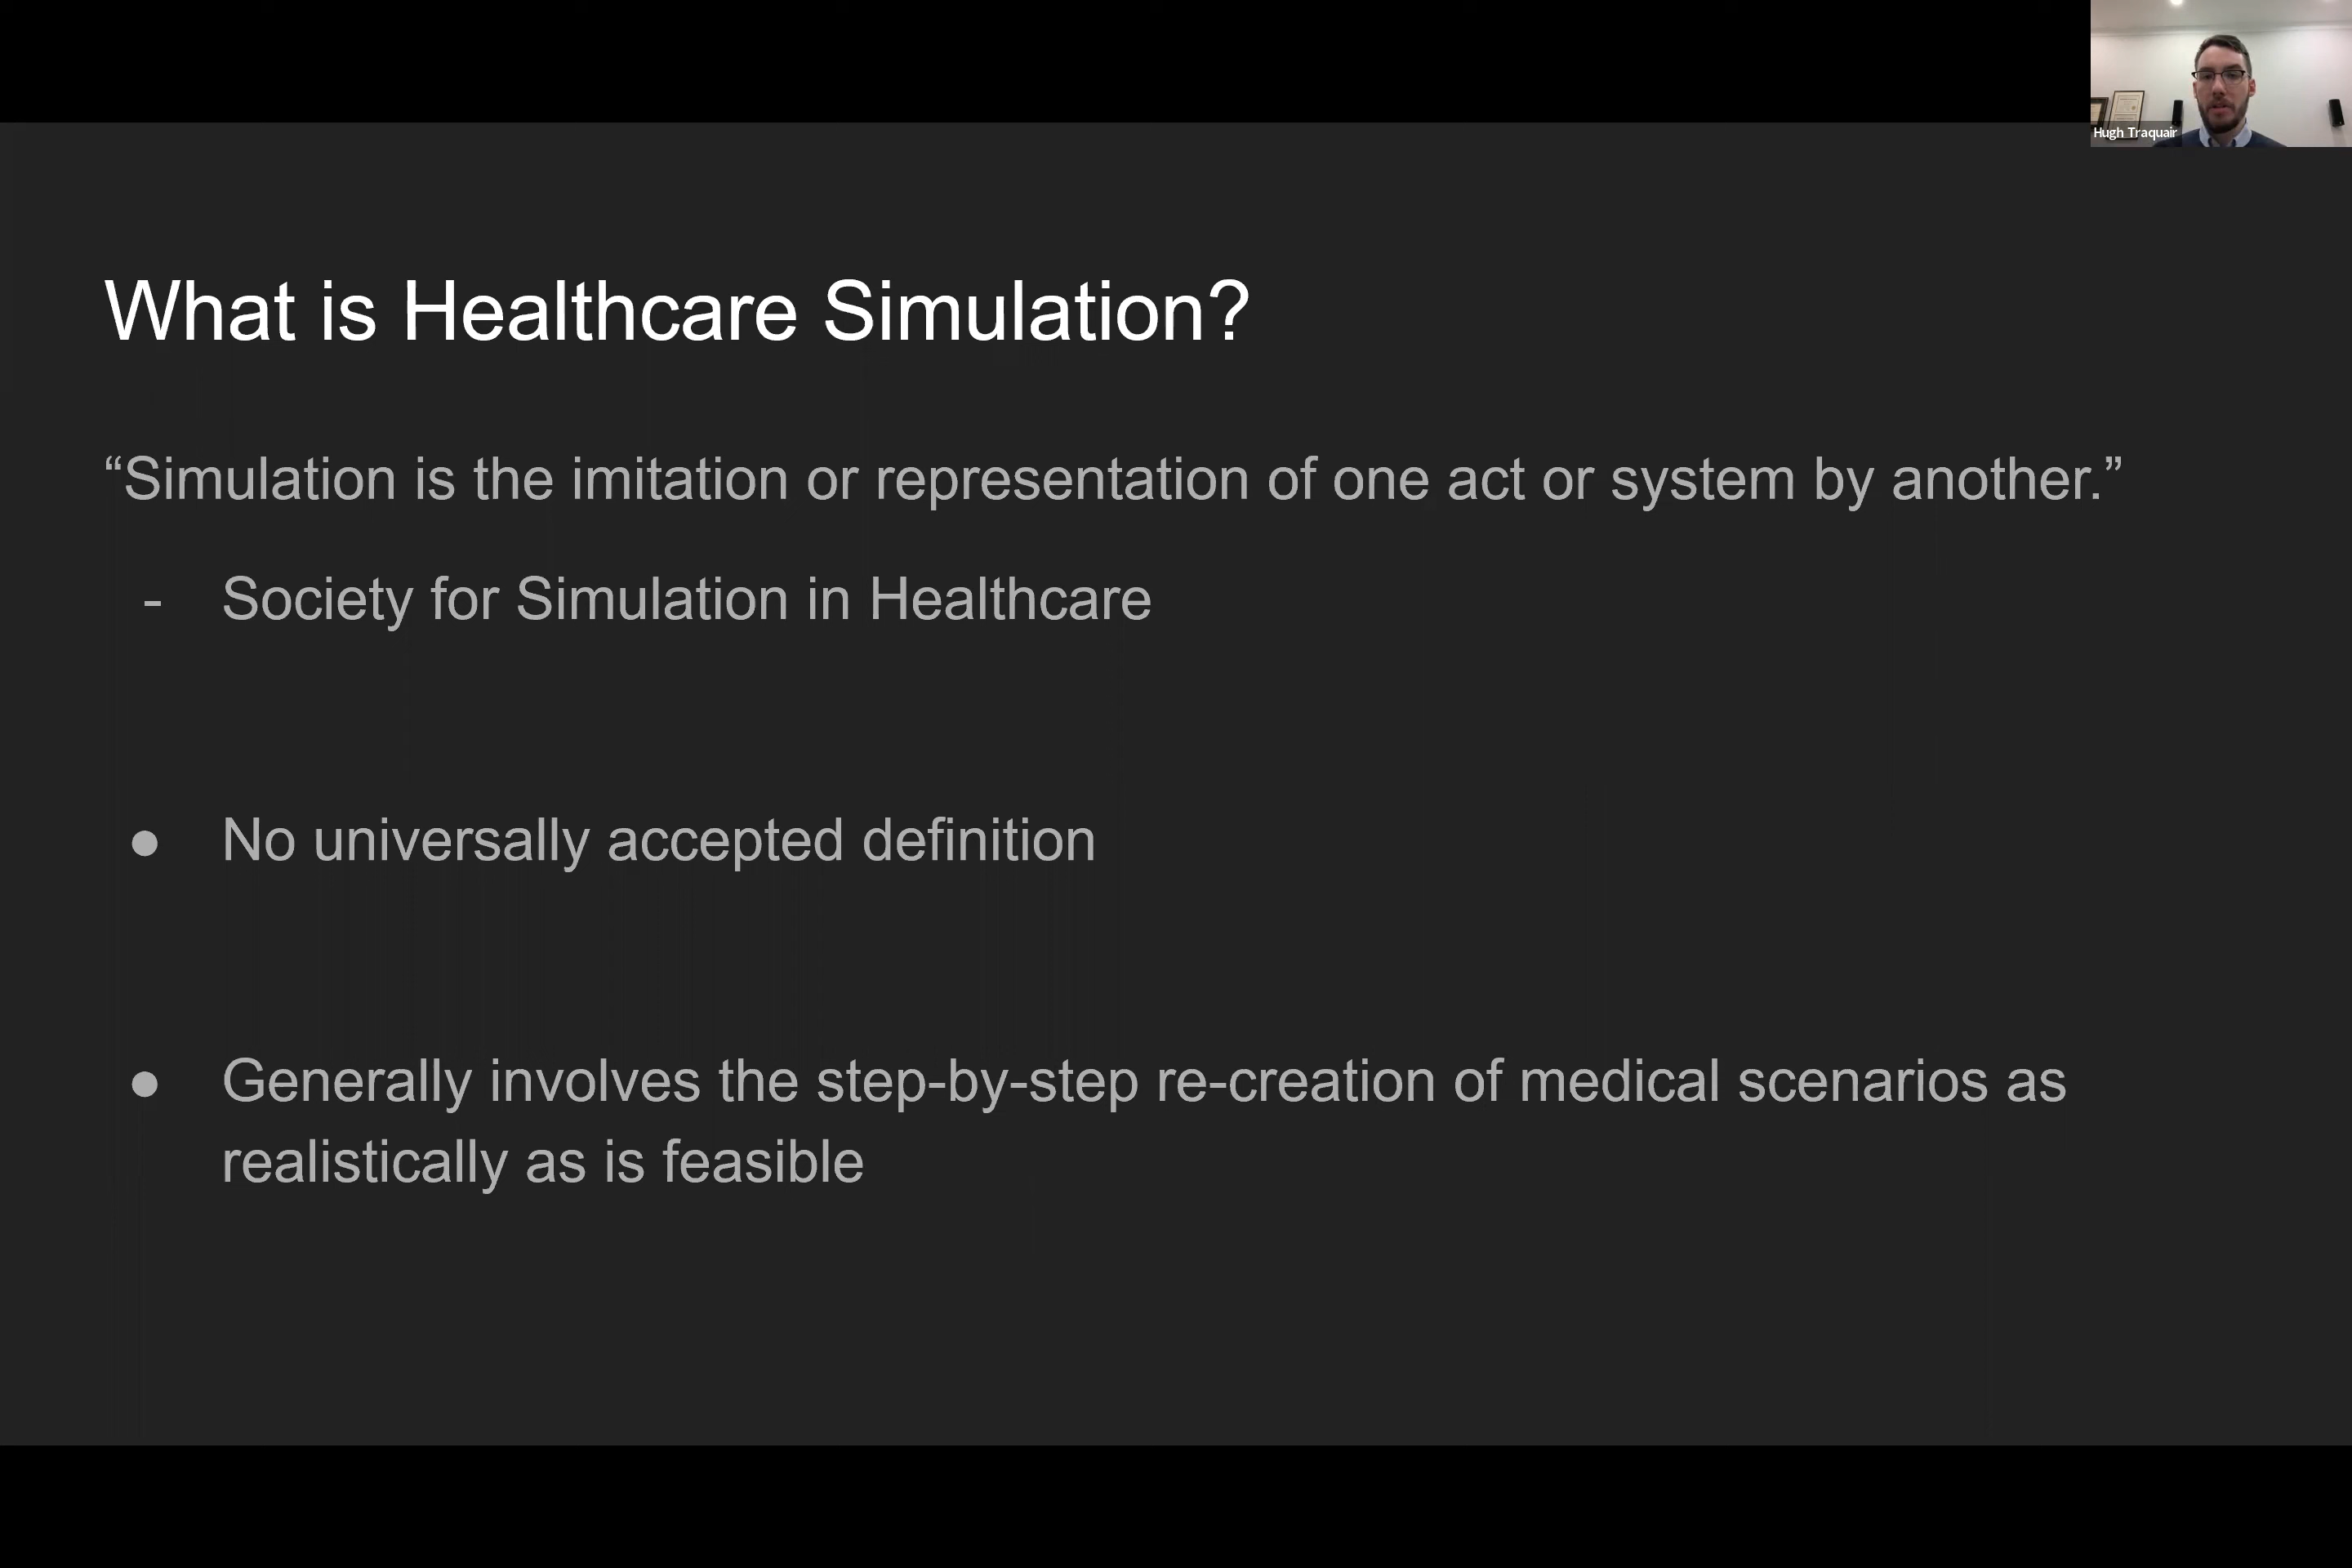 Hugh Traquair
What is Healthcare Simulation?
“Simulation is the imitation or representation of one act or system by another.”
- Society for Simulation in Healthcare
● No universally accepted definition
● Generally involves the step-by-step re-creation of medical scenarios as
realistically as is feasible